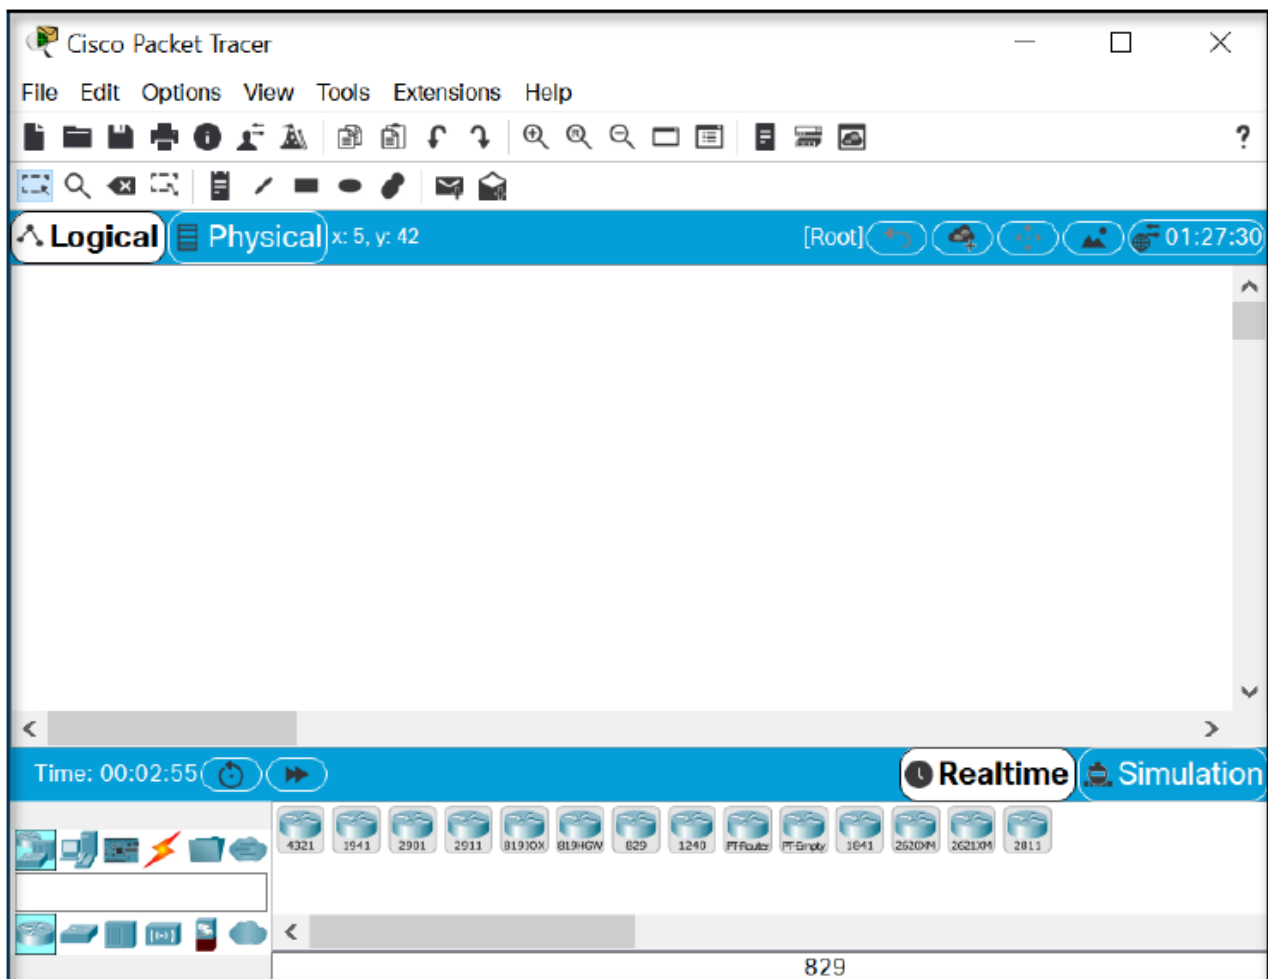 Cisco Packet Tracer
File Edit Options View Tools Extensions Help
?
Logical Physical x: 5, y: 42 [Root] 01:27:30
Time: 00:02:55 Realtime Simulation
4321 1941 2901 2911 819IOX 819HGW 829 1240 PT-Router PT-Empty 1841 2620XM 2621XM 2811
829